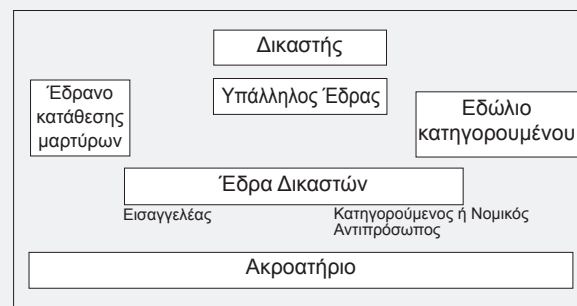 Δικαστής
Υπάλληλος Έδρας
Έδρανο
κατάθεσης
μαρτύρων
Εδώλιο
κατηγορουμένου
Έδρα Δικαστών
Εισαγγελέας
Κατηγορούμενος ή Νομικός
Αντιπρόσωπος
Ακροατήριο